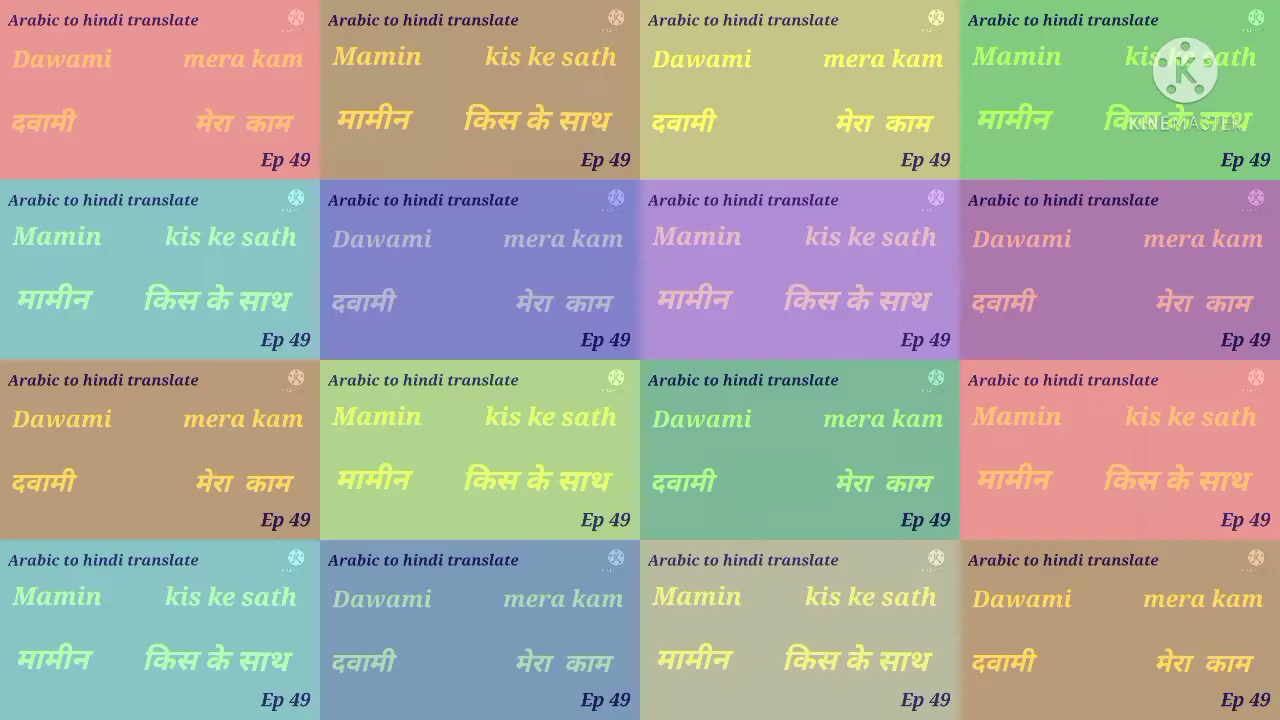 Arabic to hindi translate
Dawami mera kam
दवामी मेरा काम
Ep 49
Arabic to hindi translate
Mamin kis ke sath
मामीन किस के साथ
Ep 49
Arabic to hindi translate
Dawami mera kam
दवामी मेरा काम
Ep 49
Arabic to hindi translate
Mamin kis ke sath
मामीन किस के साथ
KINEMASTER
Ep 49
Arabic to hindi translate
Mamin kis ke sath
मामीन किस के साथ
Ep 49
Arabic to hindi translate
Dawami mera kam
दवामी मेरा काम
Ep 49
Arabic to hindi translate
Mamin kis ke sath
मामीन किस के साथ
Ep 49
Arabic to hindi translate
Dawami mera kam
दवामी मेरा काम
Ep 49
Arabic to hindi translate
Dawami mera kam
दवामी मेरा काम
Ep 49
Arabic to hindi translate
Mamin kis ke sath
मामीन किस के साथ
Ep 49
Arabic to hindi translate
Dawami mera kam
दवामी मेरा काम
Ep 49
Arabic to hindi translate
Mamin kis ke sath
मामीन किस के साथ
Ep 49
Arabic to hindi translate
Mamin kis ke sath
मामीन किस के साथ
Ep 49
Arabic to hindi translate
Dawami mera kam
दवामी मेरा काम
Ep 49
Arabic to hindi translate
Mamin kis ke sath
मामीन किस के साथ
Ep 49
Arabic to hindi translate
Dawami mera kam
दवामी मेरा काम
Ep 49